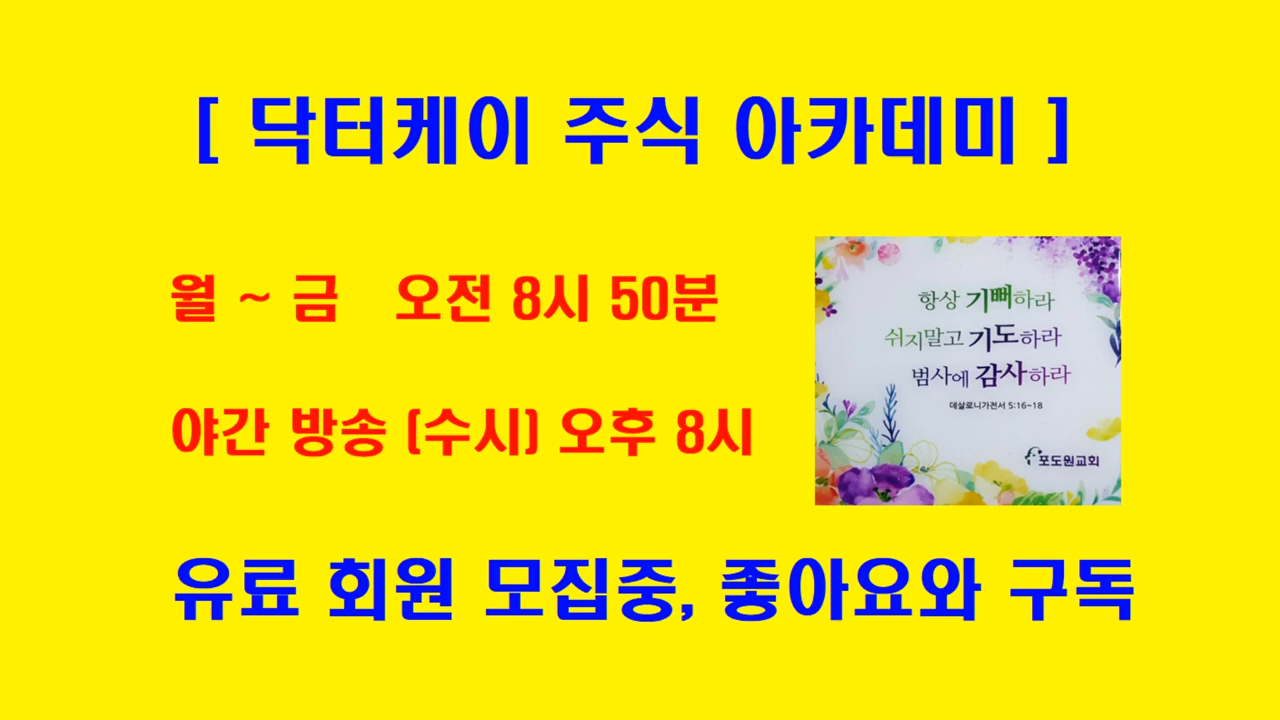 [ 닥터케이 주식 아카데미 ]
월 ~ 금 오전 8시 50분
야간 방송 (수시) 오후 8시
항상 기뻐하라
쉬지말고 기도하라
범사에 감사하라
데살로니가전서 5:16~18
포도원교회
유료 회원 모집중, 좋아요와 구독